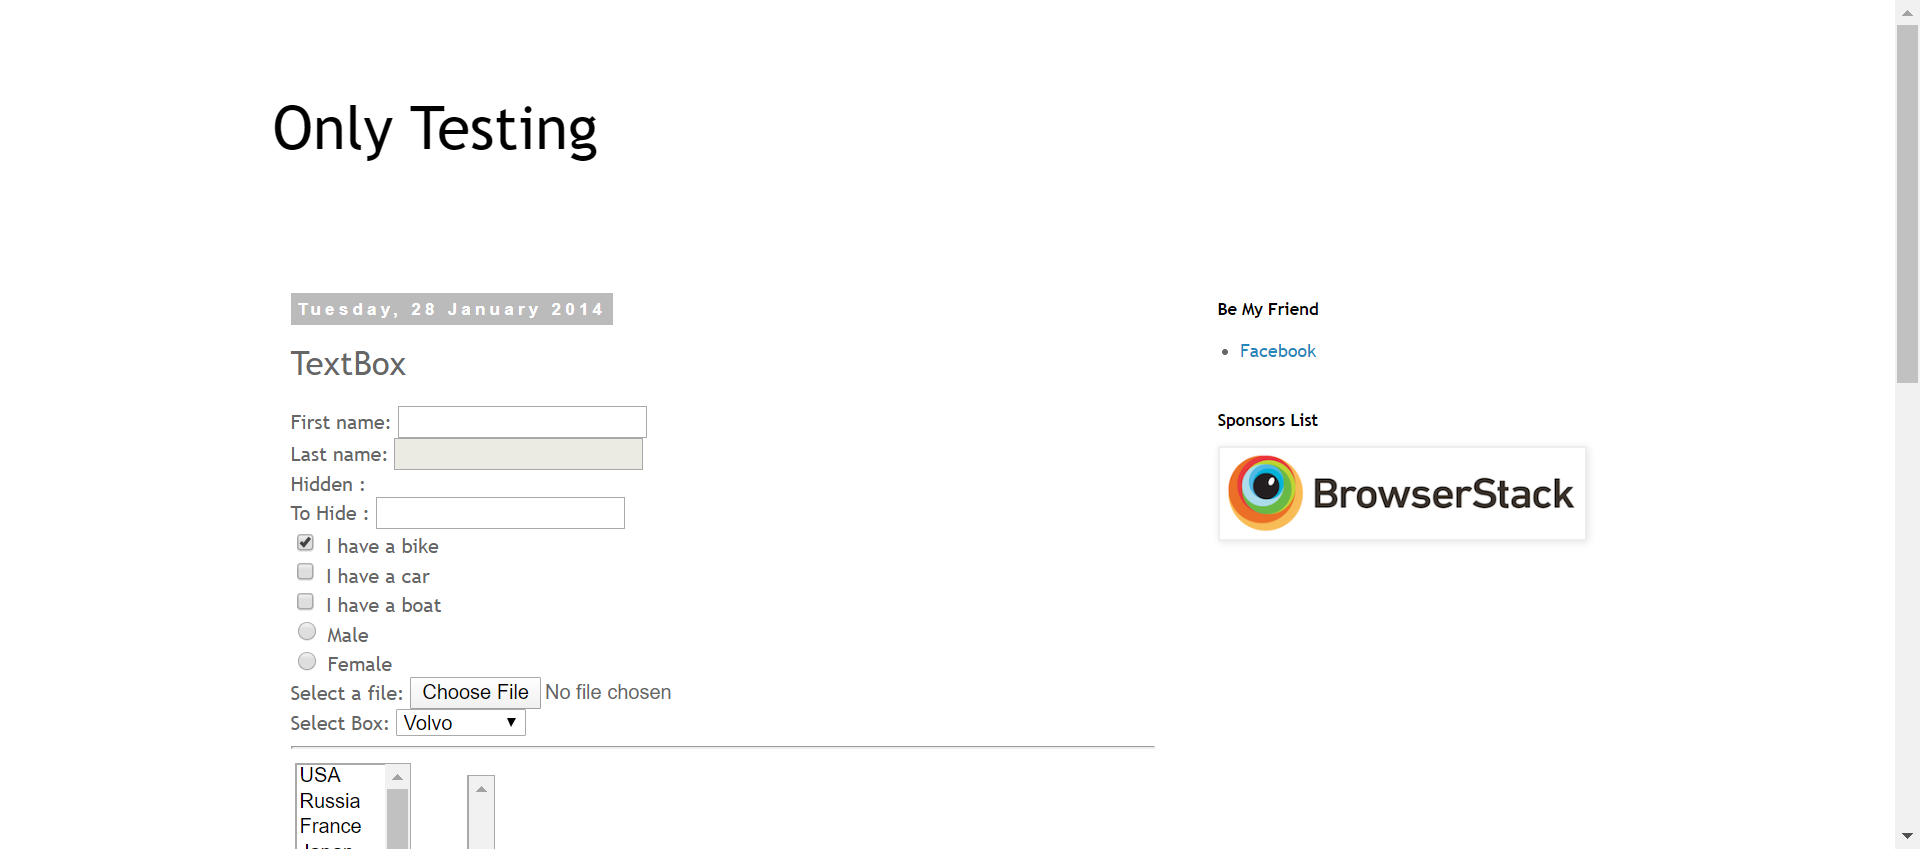 Only Testing
Tuesday, 28 January 2014
TextBox
First name:
Last name:
Hidden :
To Hide :
I have a bike
I have a car
I have a boat
Male
Female
Select a file: Choose File No file chosen
Select Box: Volvo
USA
Russia
France
Japan
Be My Friend
Facebook
Sponsors List
BrowserStack